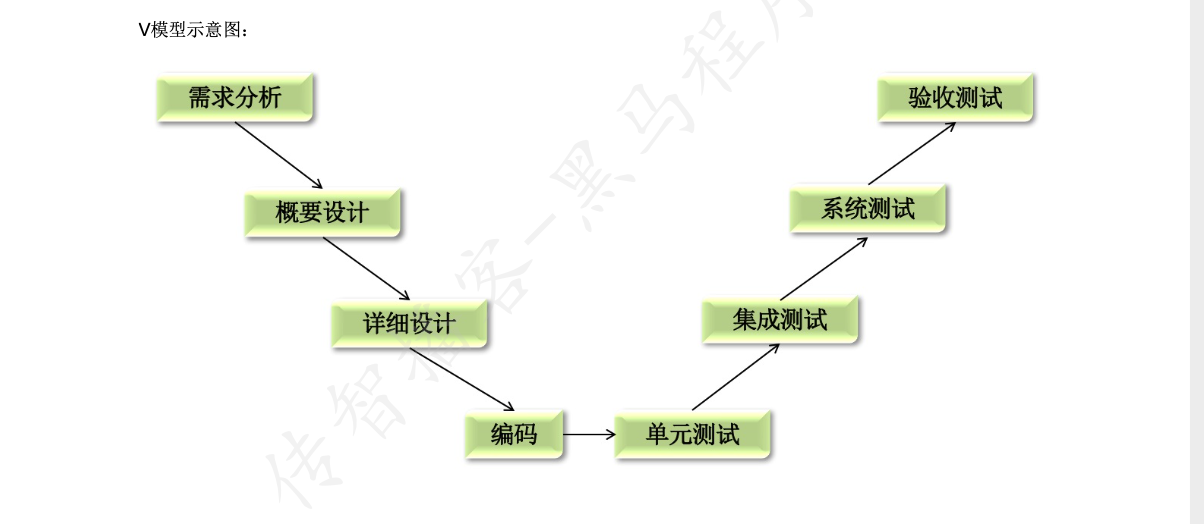 V模型示意图：
需求分析
验收测试
概要设计
系统测试
详细设计
集成测试
编码
单元测试
传智播客—黑马程序